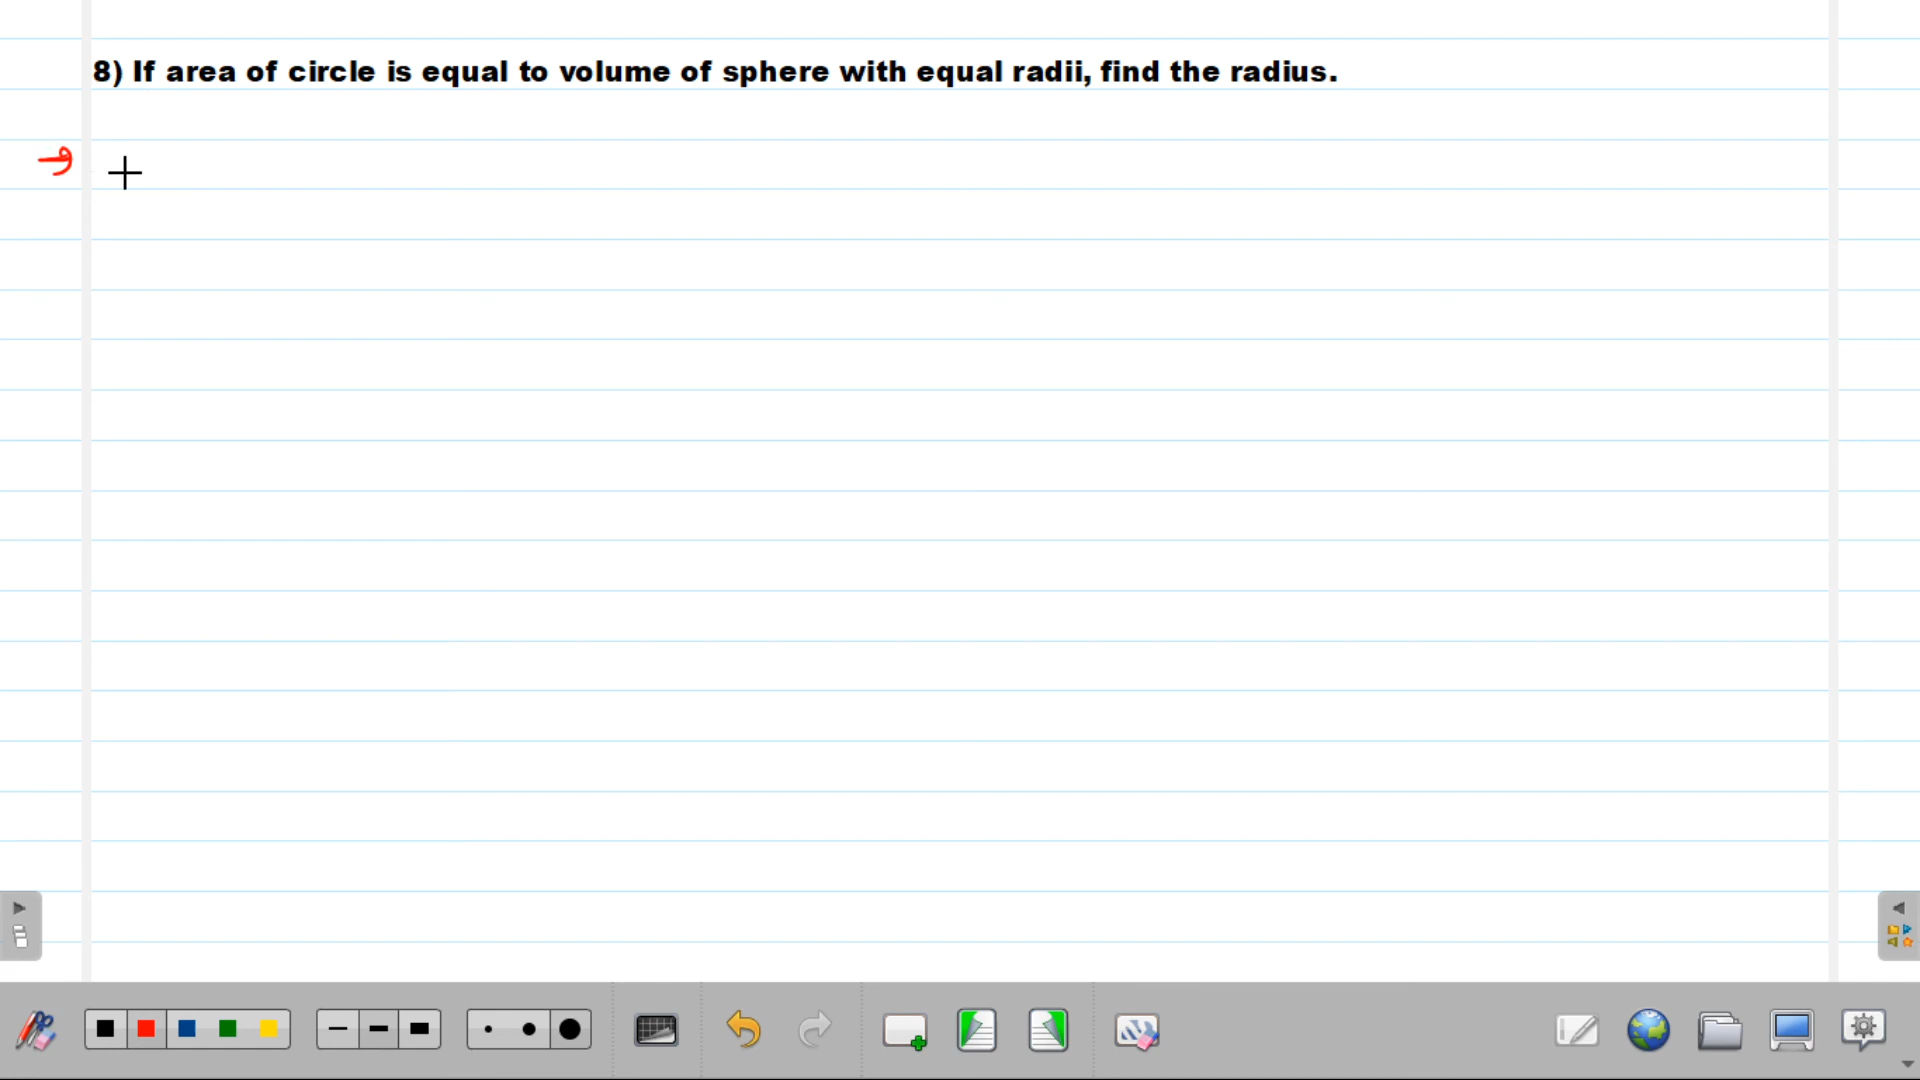 8) If area of circle is equal to volume of sphere with equal radii, find the radius.